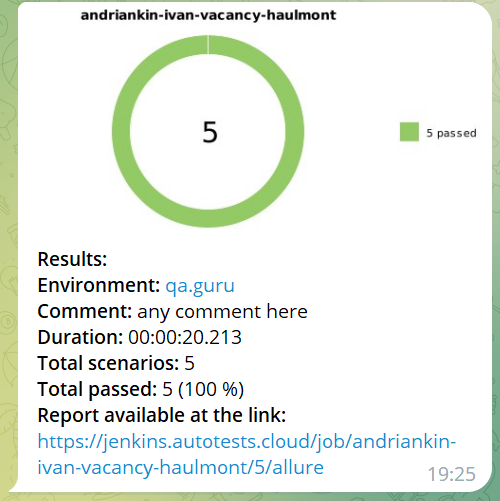 andriankin-ivan-vacancy-haulmont
5
5 passed
Results:
Environment: qa.guru
Comment: any comment here
Duration: 00:00:20.213
Total scenarios: 5
Total passed: 5 (100 %)
Report available at the link:
https://jenkins.autotests.cloud/job/andriankin-
ivan-vacancy-haulmont/5/allure
19:25